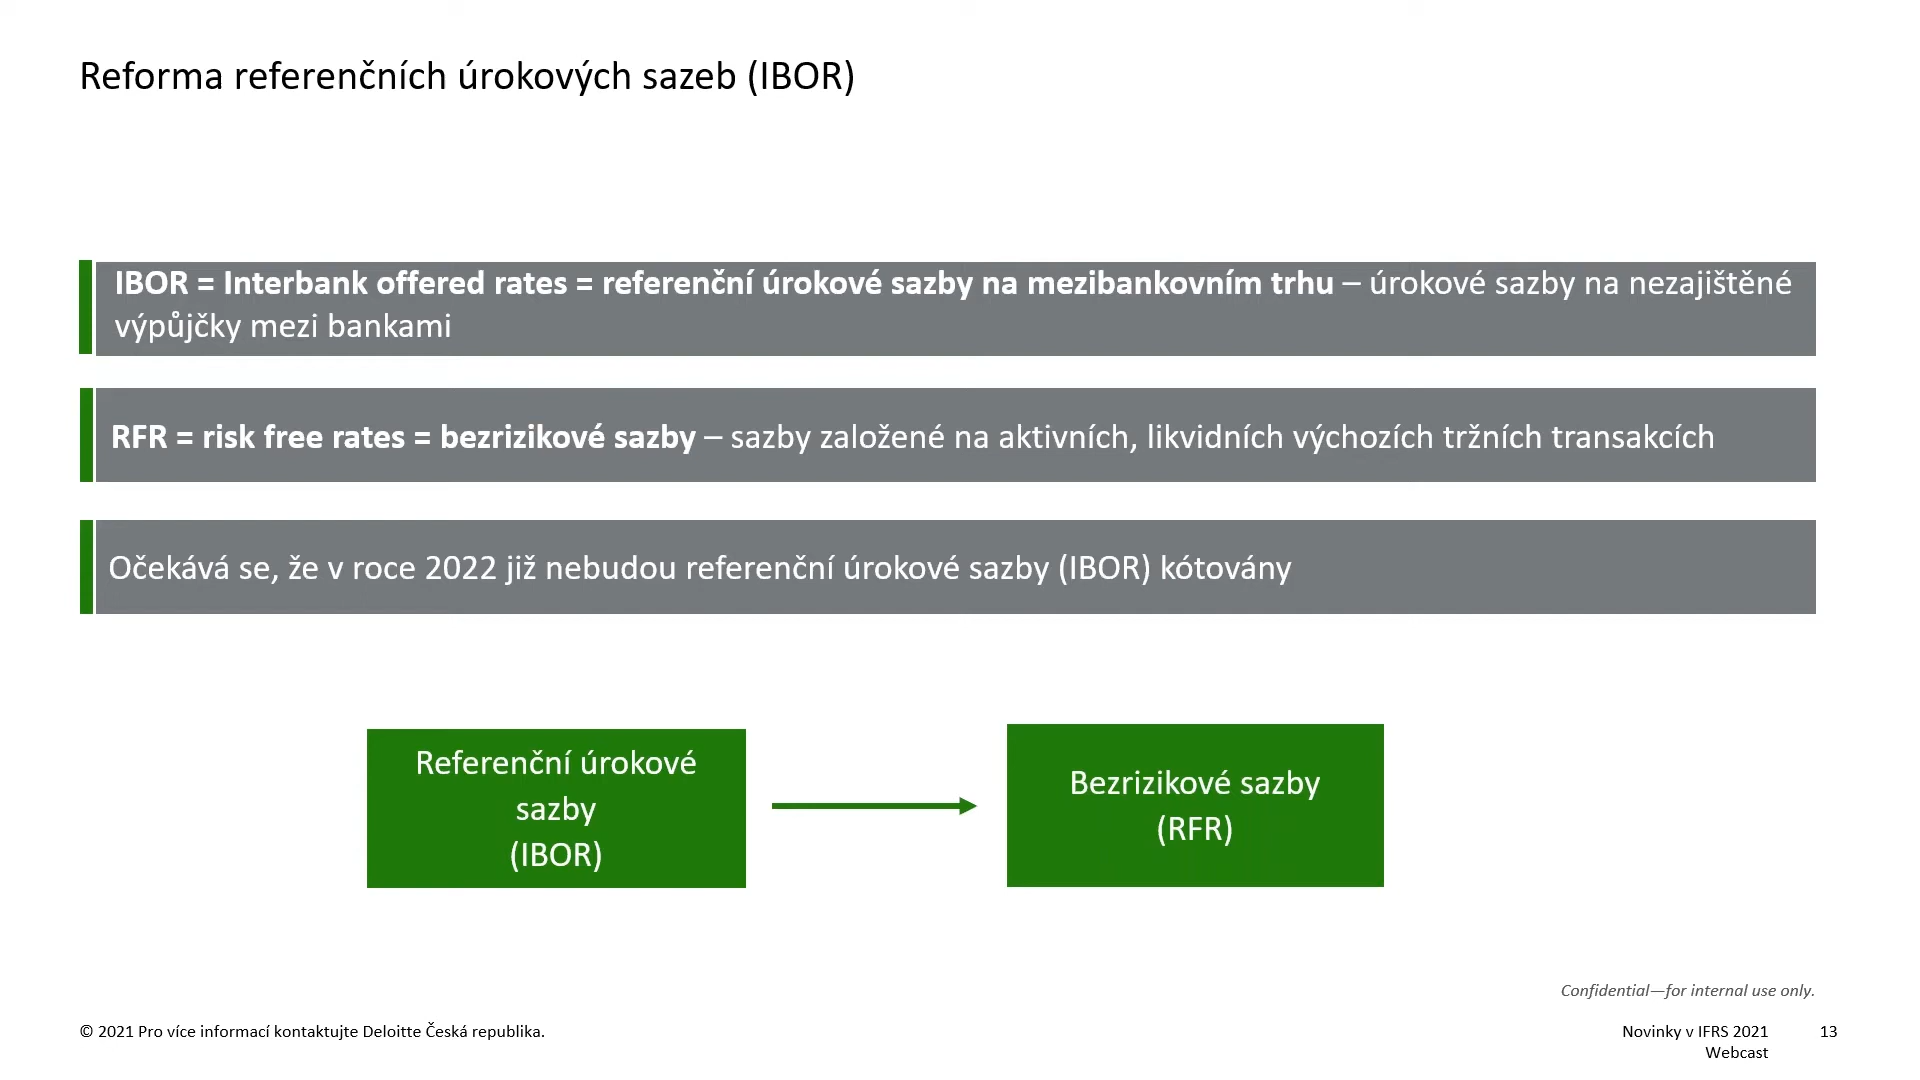 Reforma referenčních úrokových sazeb (IBOR)
IBOR = Interbank offered rates = referenční úrokové sazby na mezibankovním trhu – úrokové sazby na nezajištěné
výpůjčky mezi bankami
RFR = risk free rates = bezrizikové sazby – sazby založené na aktivních, likvidních výchozích tržních transakcích
Očekává se, že v roce 2022 již nebudou referenční úrokové sazby (IBOR) kótovány
Referenční úrokové
sazby
(IBOR)
Bezrizikové sazby
(RFR)
Confidential—for internal use only.
© 2021 Pro více informací kontaktujte Deloitte Česká republika.
Novinky v IFRS 2021
Webcast
13